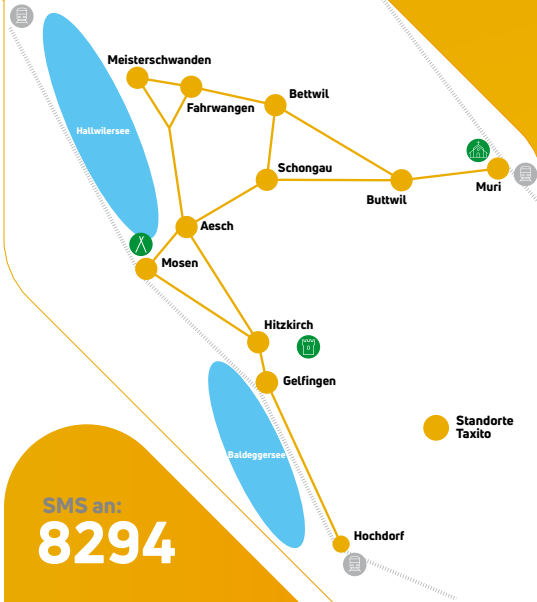 Meisterschwanden
Fahrwangen
Bettwil
Hallwilersee
Schongau
Buttwil
Muri
Aesch
Mosen
Hitzkirch
Gelfingen
Standorte
Taxito
Baldeggersee
SMS an:
8294
Hochdorf